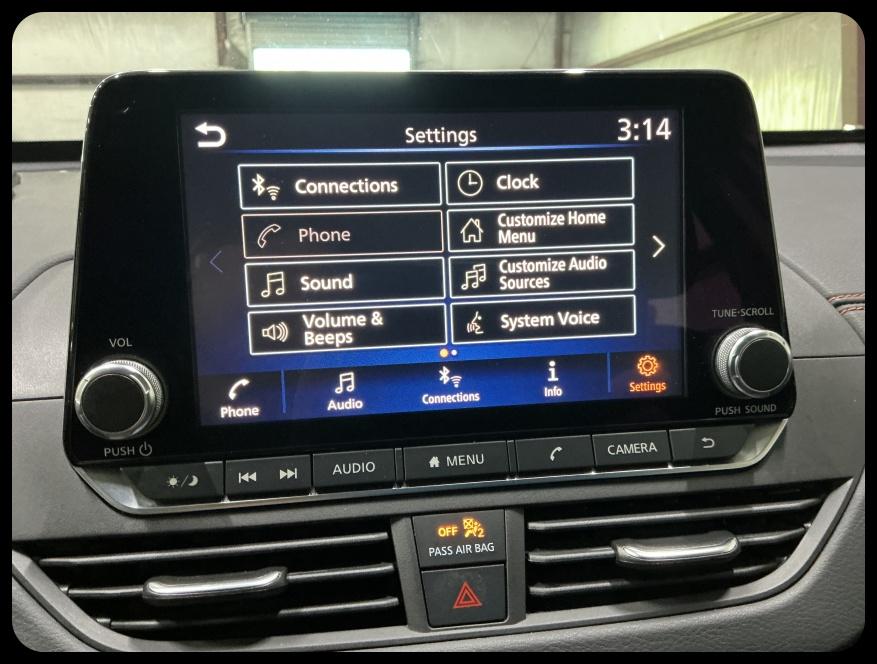 Settings
3:14
Connections
Clock
Phone
Customize Home
Menu
Sound
Customize Audio
Sources
Volume &
Beeps
System Voice
Phone
Audio
Connections
Info
Settings
VOL
PUSH
TUNE·SCROLL
PUSH SOUND
AUDIO
MENU
CAMERA
OFF
2
PASS AIR BAG